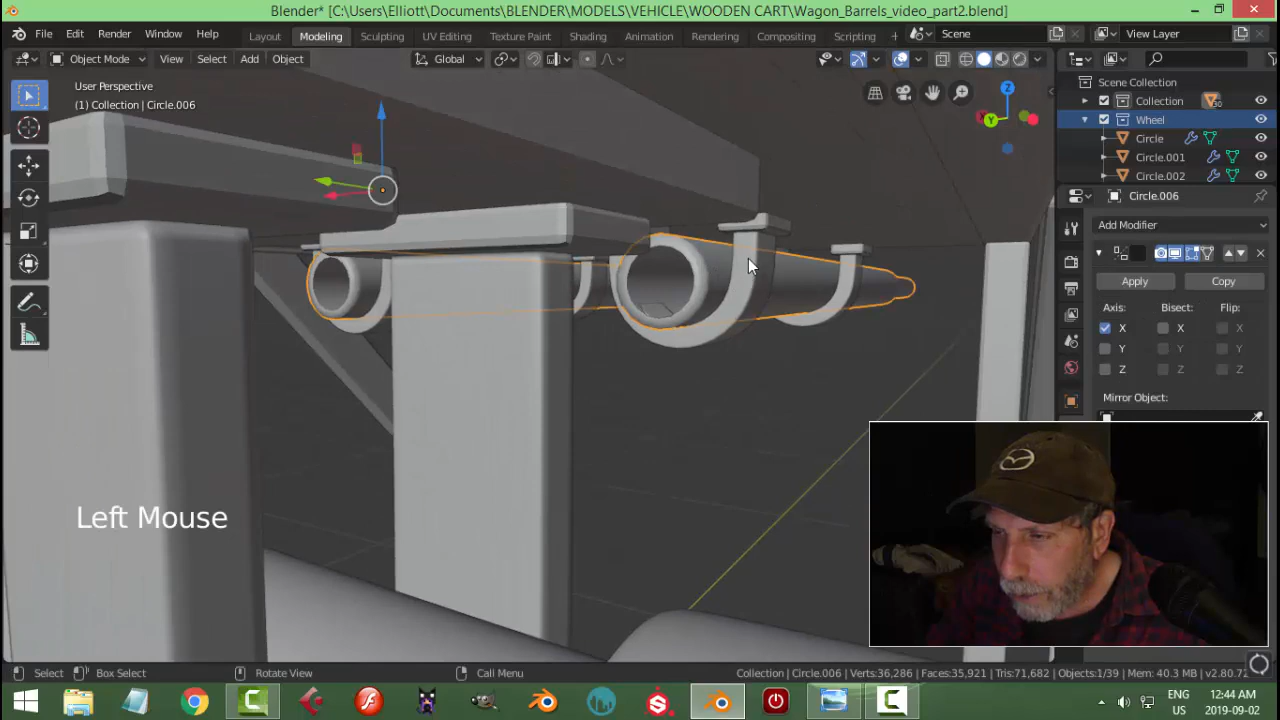 Blender* [C:\Users\Elliott\Documents\BLENDER\MODELS\VEHICLE\WOODEN CART\Wagon_Barrels_video_part2.blend]
File Edit Render Window Help Layout Modeling Sculpting UV Editing Texture Paint Shading Animation Rendering Compositing Scripting + Scene View Layer
Object Mode View Select Add Object Global
User Perspective
(1) Collection | Circle.006
Scene Collection
Collection 30
Wheel
Circle
Circle.001
Circle.002
Circle.006
Add Modifier
Apply Copy
Axis: Bisect: Flip:
X X X
Y Y Y
Z Z Z
Mirror Object:
Z
Y
Left Mouse
Select Box Select Rotate View Call Menu Collection | Circle.006 | Verts:36,286 | Faces:35,921 | Tris:71,682 | Objects:1/39 | Mem: 40.3 MB | v2.80.7
ENG
US
12:44 AM
2019-09-02